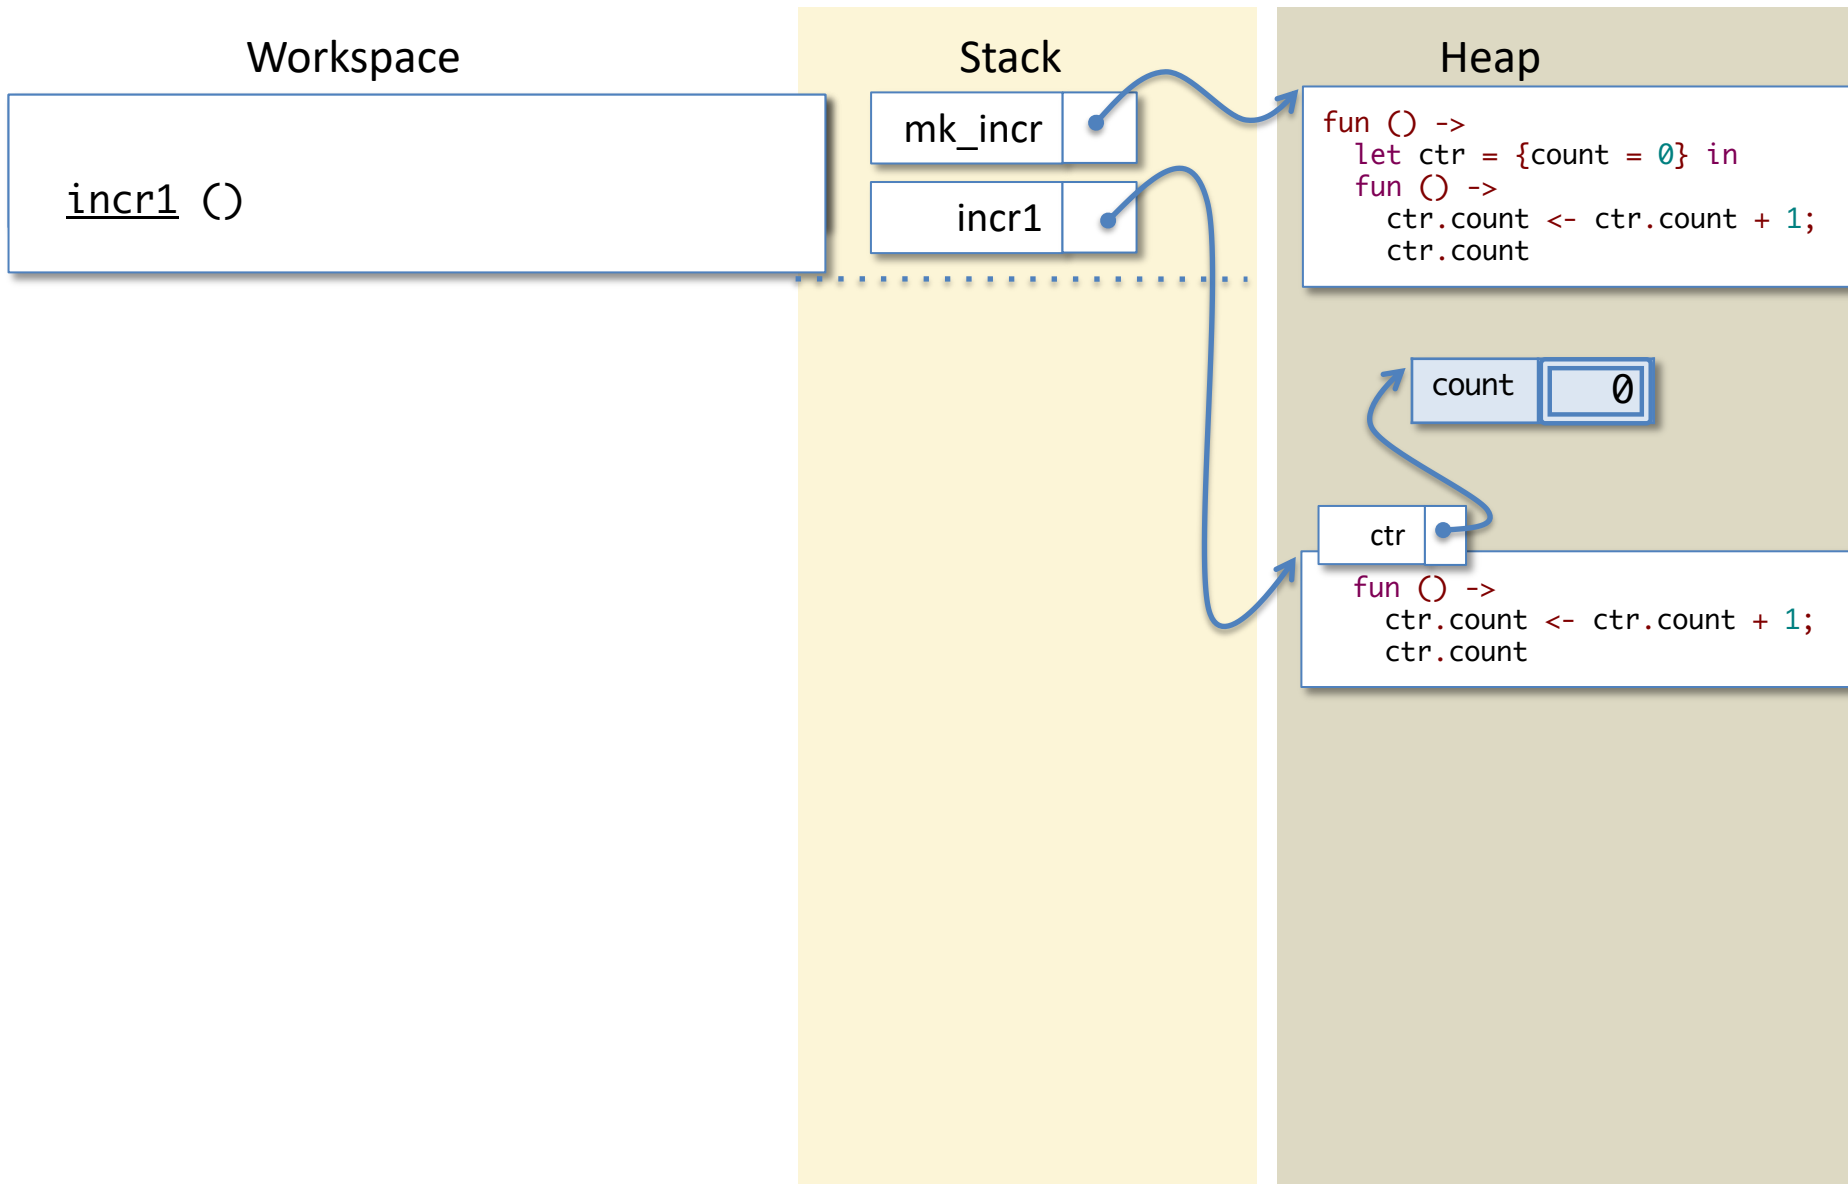 Workspace
Stack
Heap
incr1 ()
mk_incr
incr1
fun () ->
let ctr = {count = 0} in
fun () ->
ctr.count <- ctr.count + 1;
ctr.count
count 0
ctr
fun () ->
ctr.count <- ctr.count + 1;
ctr.count